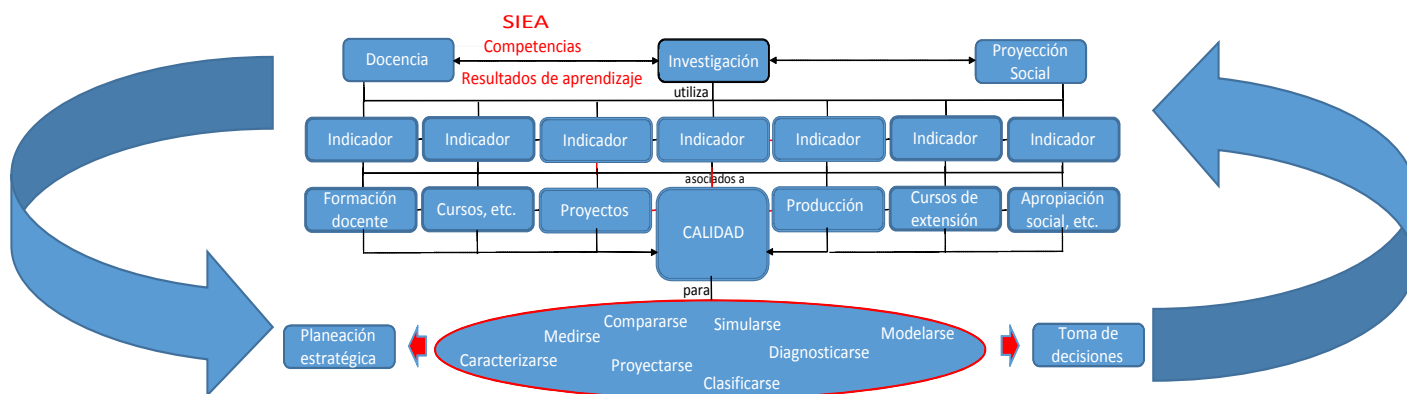 SIEA
Docencia
Competencias
Resultados de aprendizaje
Investigación
Proyección
Social
utiliza
Indicador
Indicador
Indicador
Indicador
Indicador
Indicador
Indicador
asociados a
Formación
docente
Cursos, etc.
Proyectos
CALIDAD
Producción
Cursos de
extensión
Apropiación
social, etc.
para
Planeación
estratégica
Caracterizarse
Medirse
Compararse
Proyectarse
Simularse
Clasificarse
Diagnosticarse
Modelarse
Toma de
decisiones